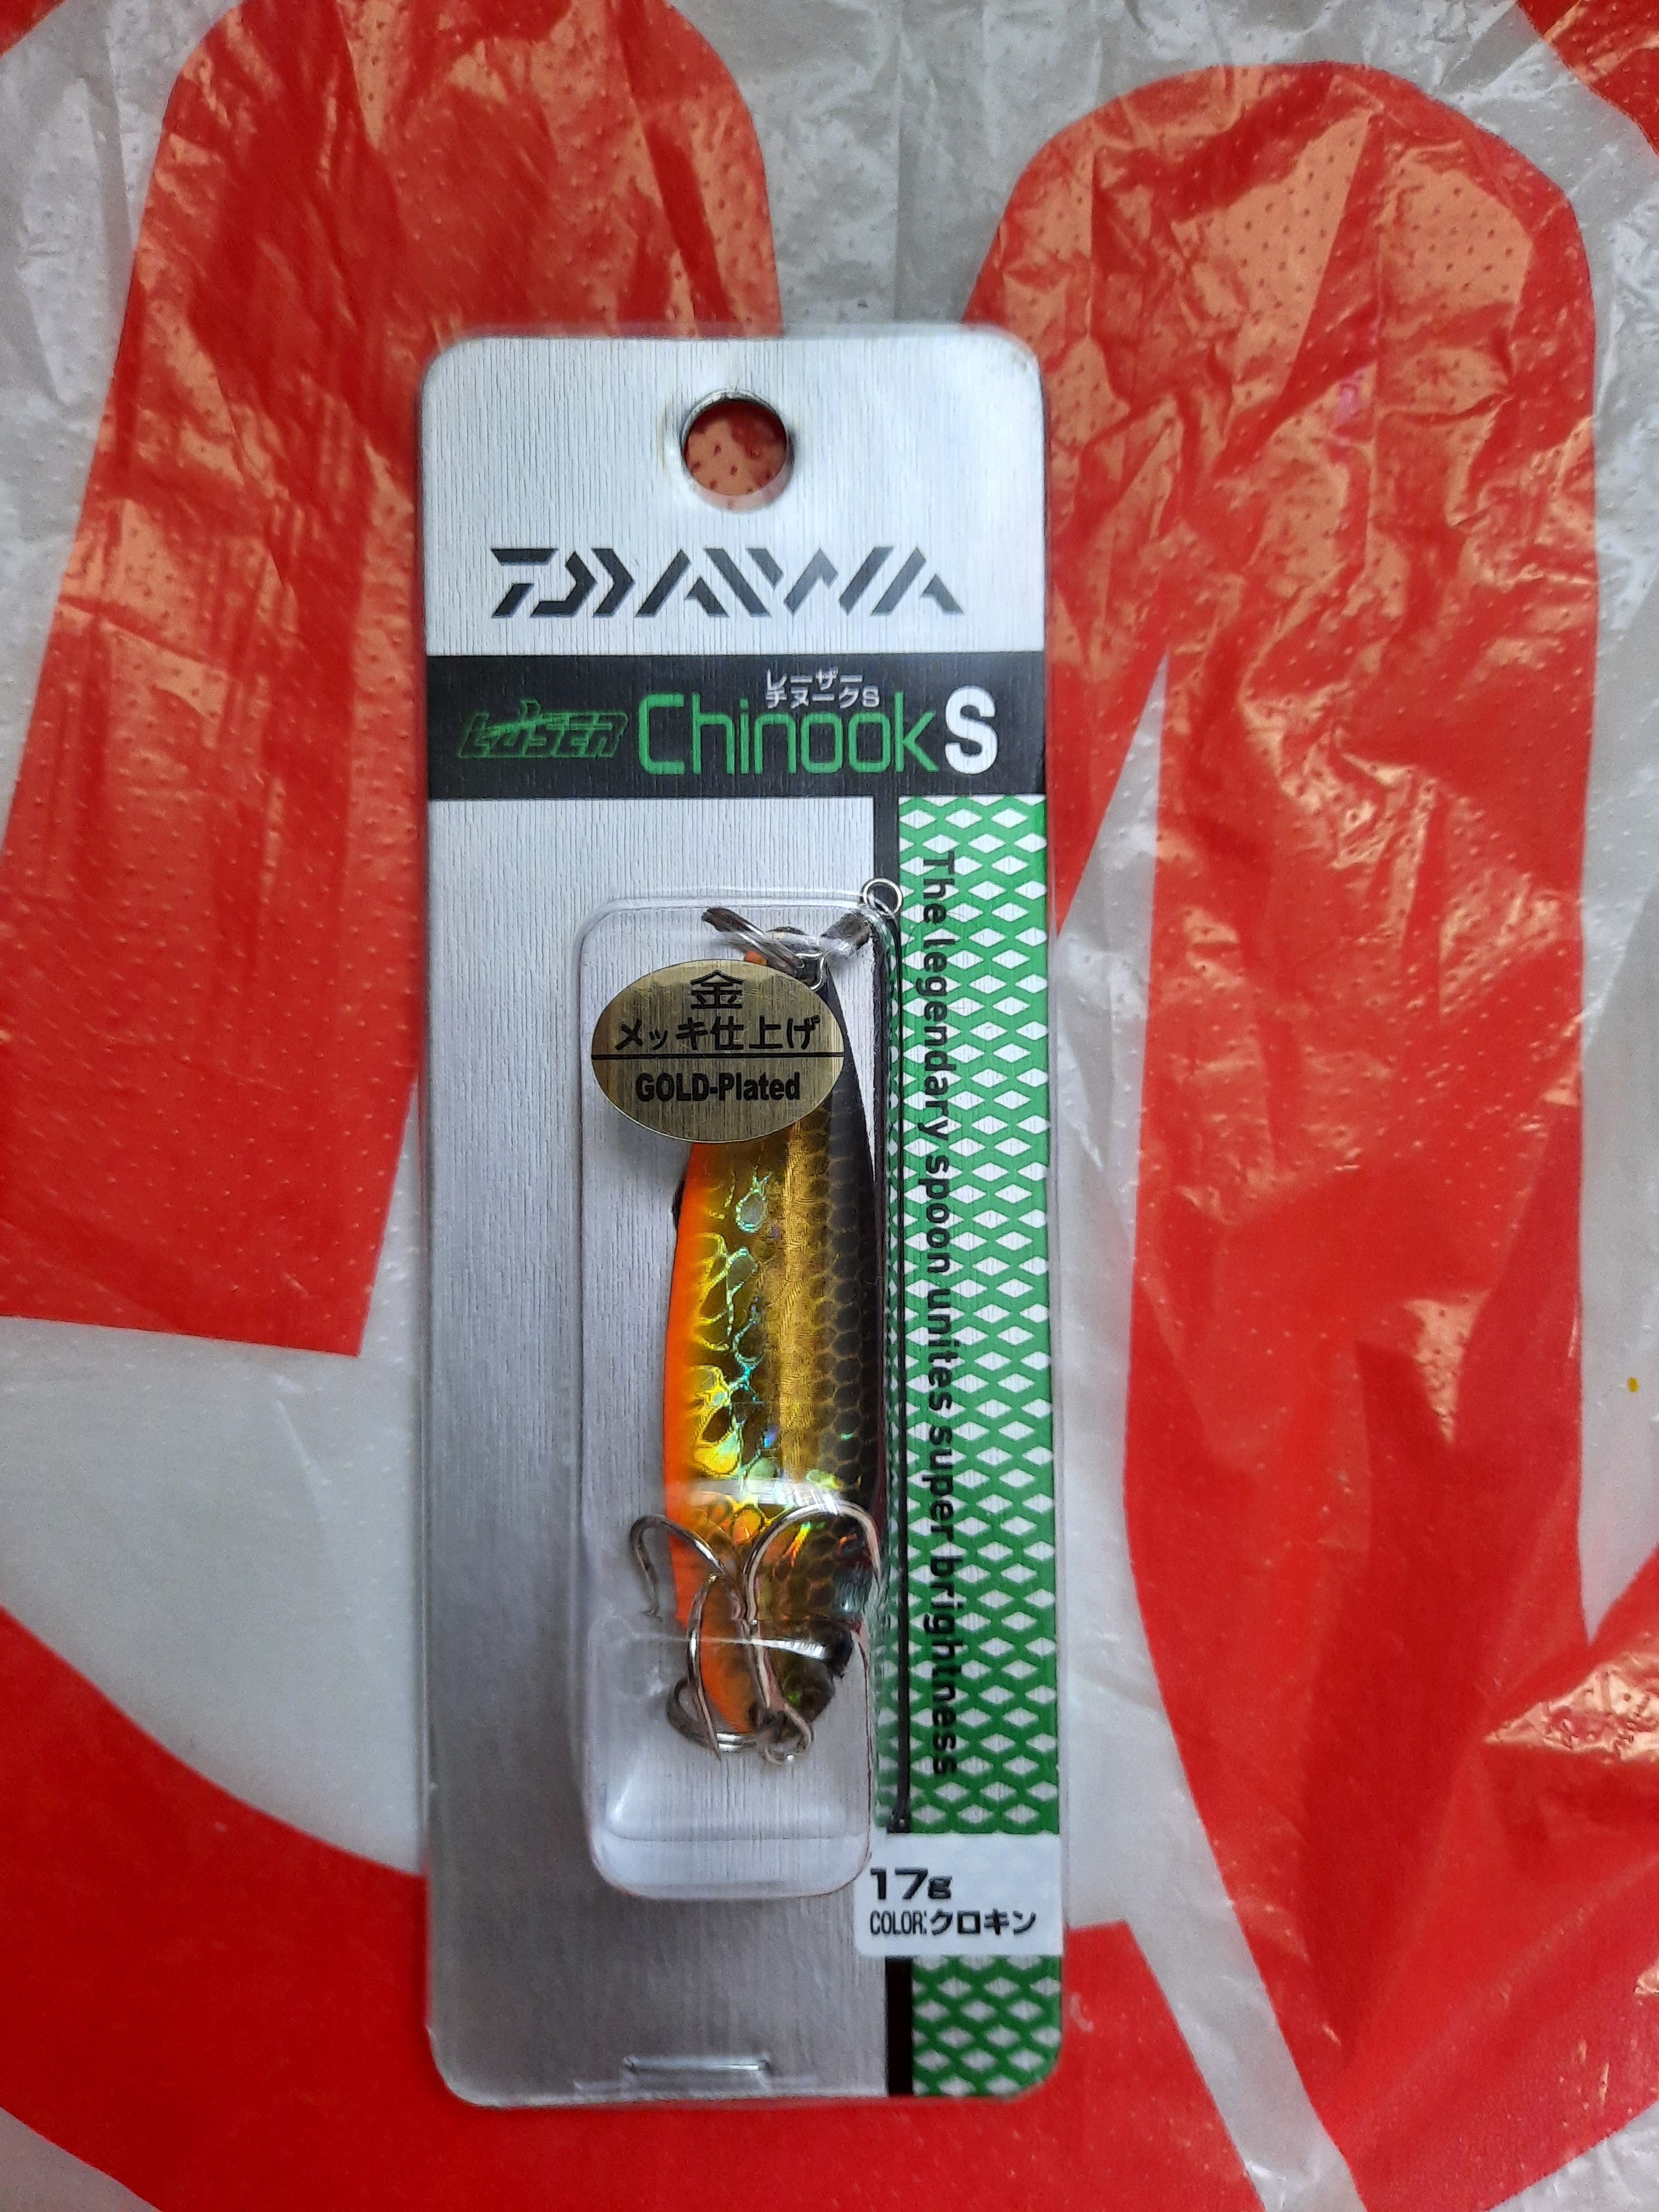 DAIWA
レーザー
チヌークS
LASER Chinook S
金
メッキ仕上げ
GOLD-Plated
The legendary spoon unites super brightness
17g
COLOR:クロキン